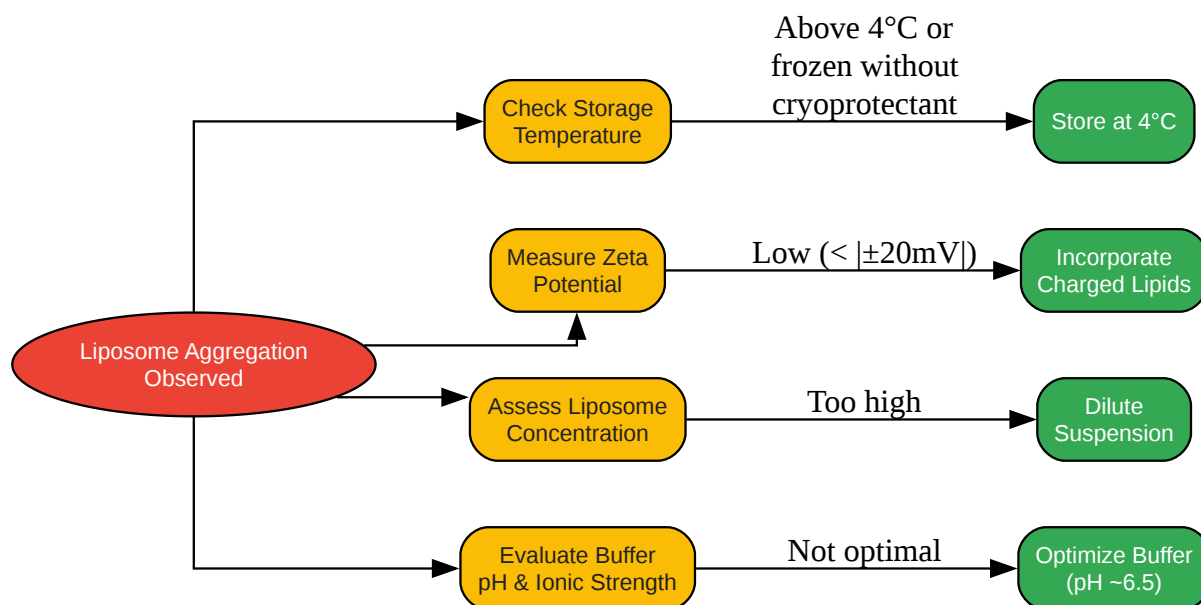 Liposome Aggregation
Observed
Check Storage
Temperature
Above 4°C or
frozen without
cryoprotectant
Store at 4°C
Measure Zeta
Potential
Low (< |±20mV|)
Incorporate
Charged Lipids
Assess Liposome
Concentration
Too high
Dilute
Suspension
Evaluate Buffer
pH & Ionic Strength
Not optimal
Optimize Buffer
(pH ~6.5)